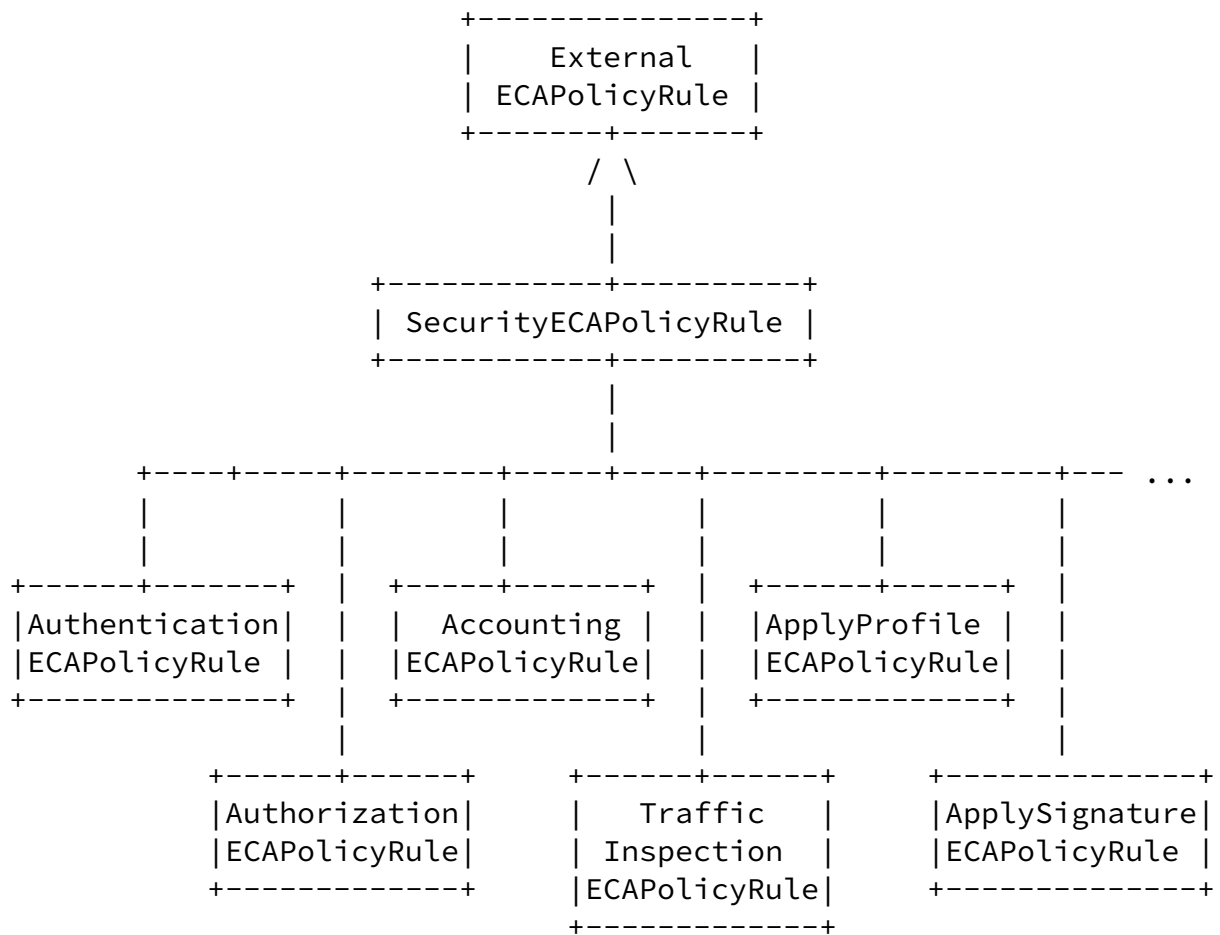 External
ECAPolicyRule
SecurityECAPolicyRule
...
Authentication
ECAPolicyRule
Accounting
ECAPolicyRule
ApplyProfile
ECAPolicyRule
Authorization
ECAPolicyRule
Traffic
Inspection
ECAPolicyRule
ApplySignature
ECAPolicyRule